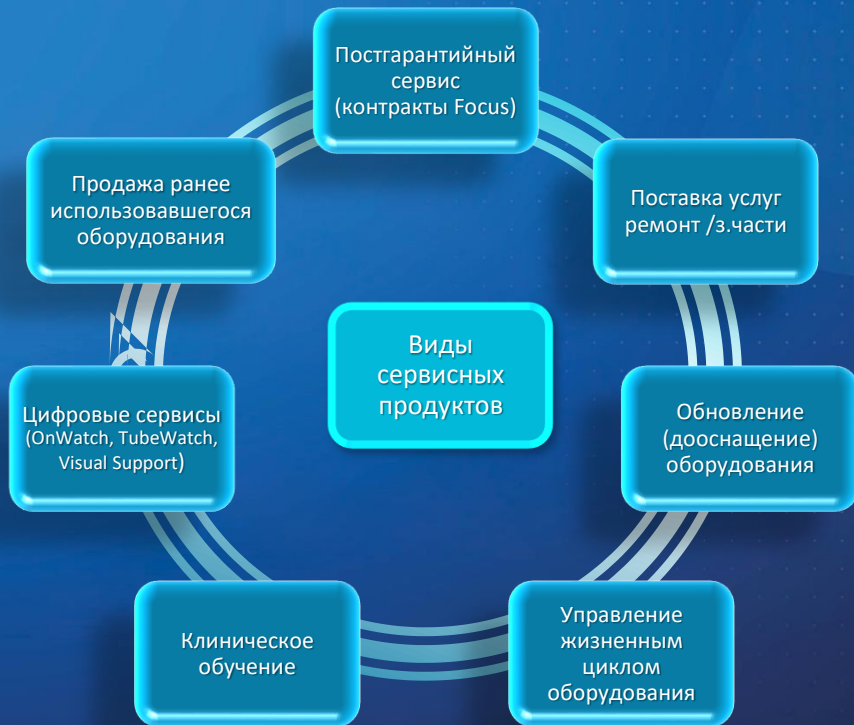 Постгарантийный
сервис
(контракты Focus)
Продажа ранее
использовавшегося
оборудования
Поставка услуг
ремонт /з.части
Виды
сервисных
продуктов
Цифровые сервисы
(OnWatch, TubeWatch,
Visual Support)
Обновление
(дооснащение)
оборудования
Клиническое
обучение
Управление
жизненным
циклом
оборудования